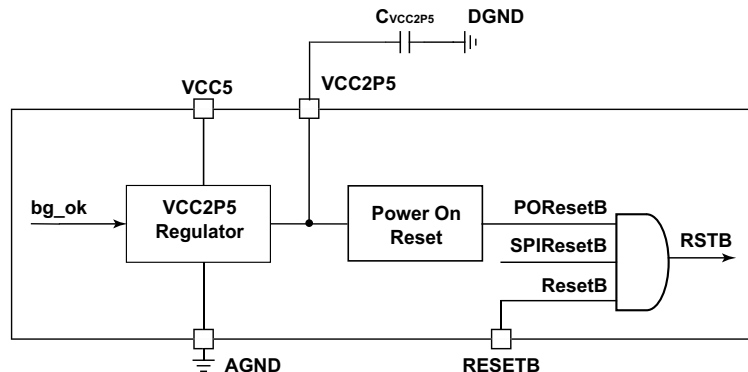 CVCC2P5
DGND
VCC5
VCC2P5
bg_ok
VCC2P5
Regulator
Power On
Reset
POResetB
SPIResetB
ResetB
RSTB
AGND
RESETB